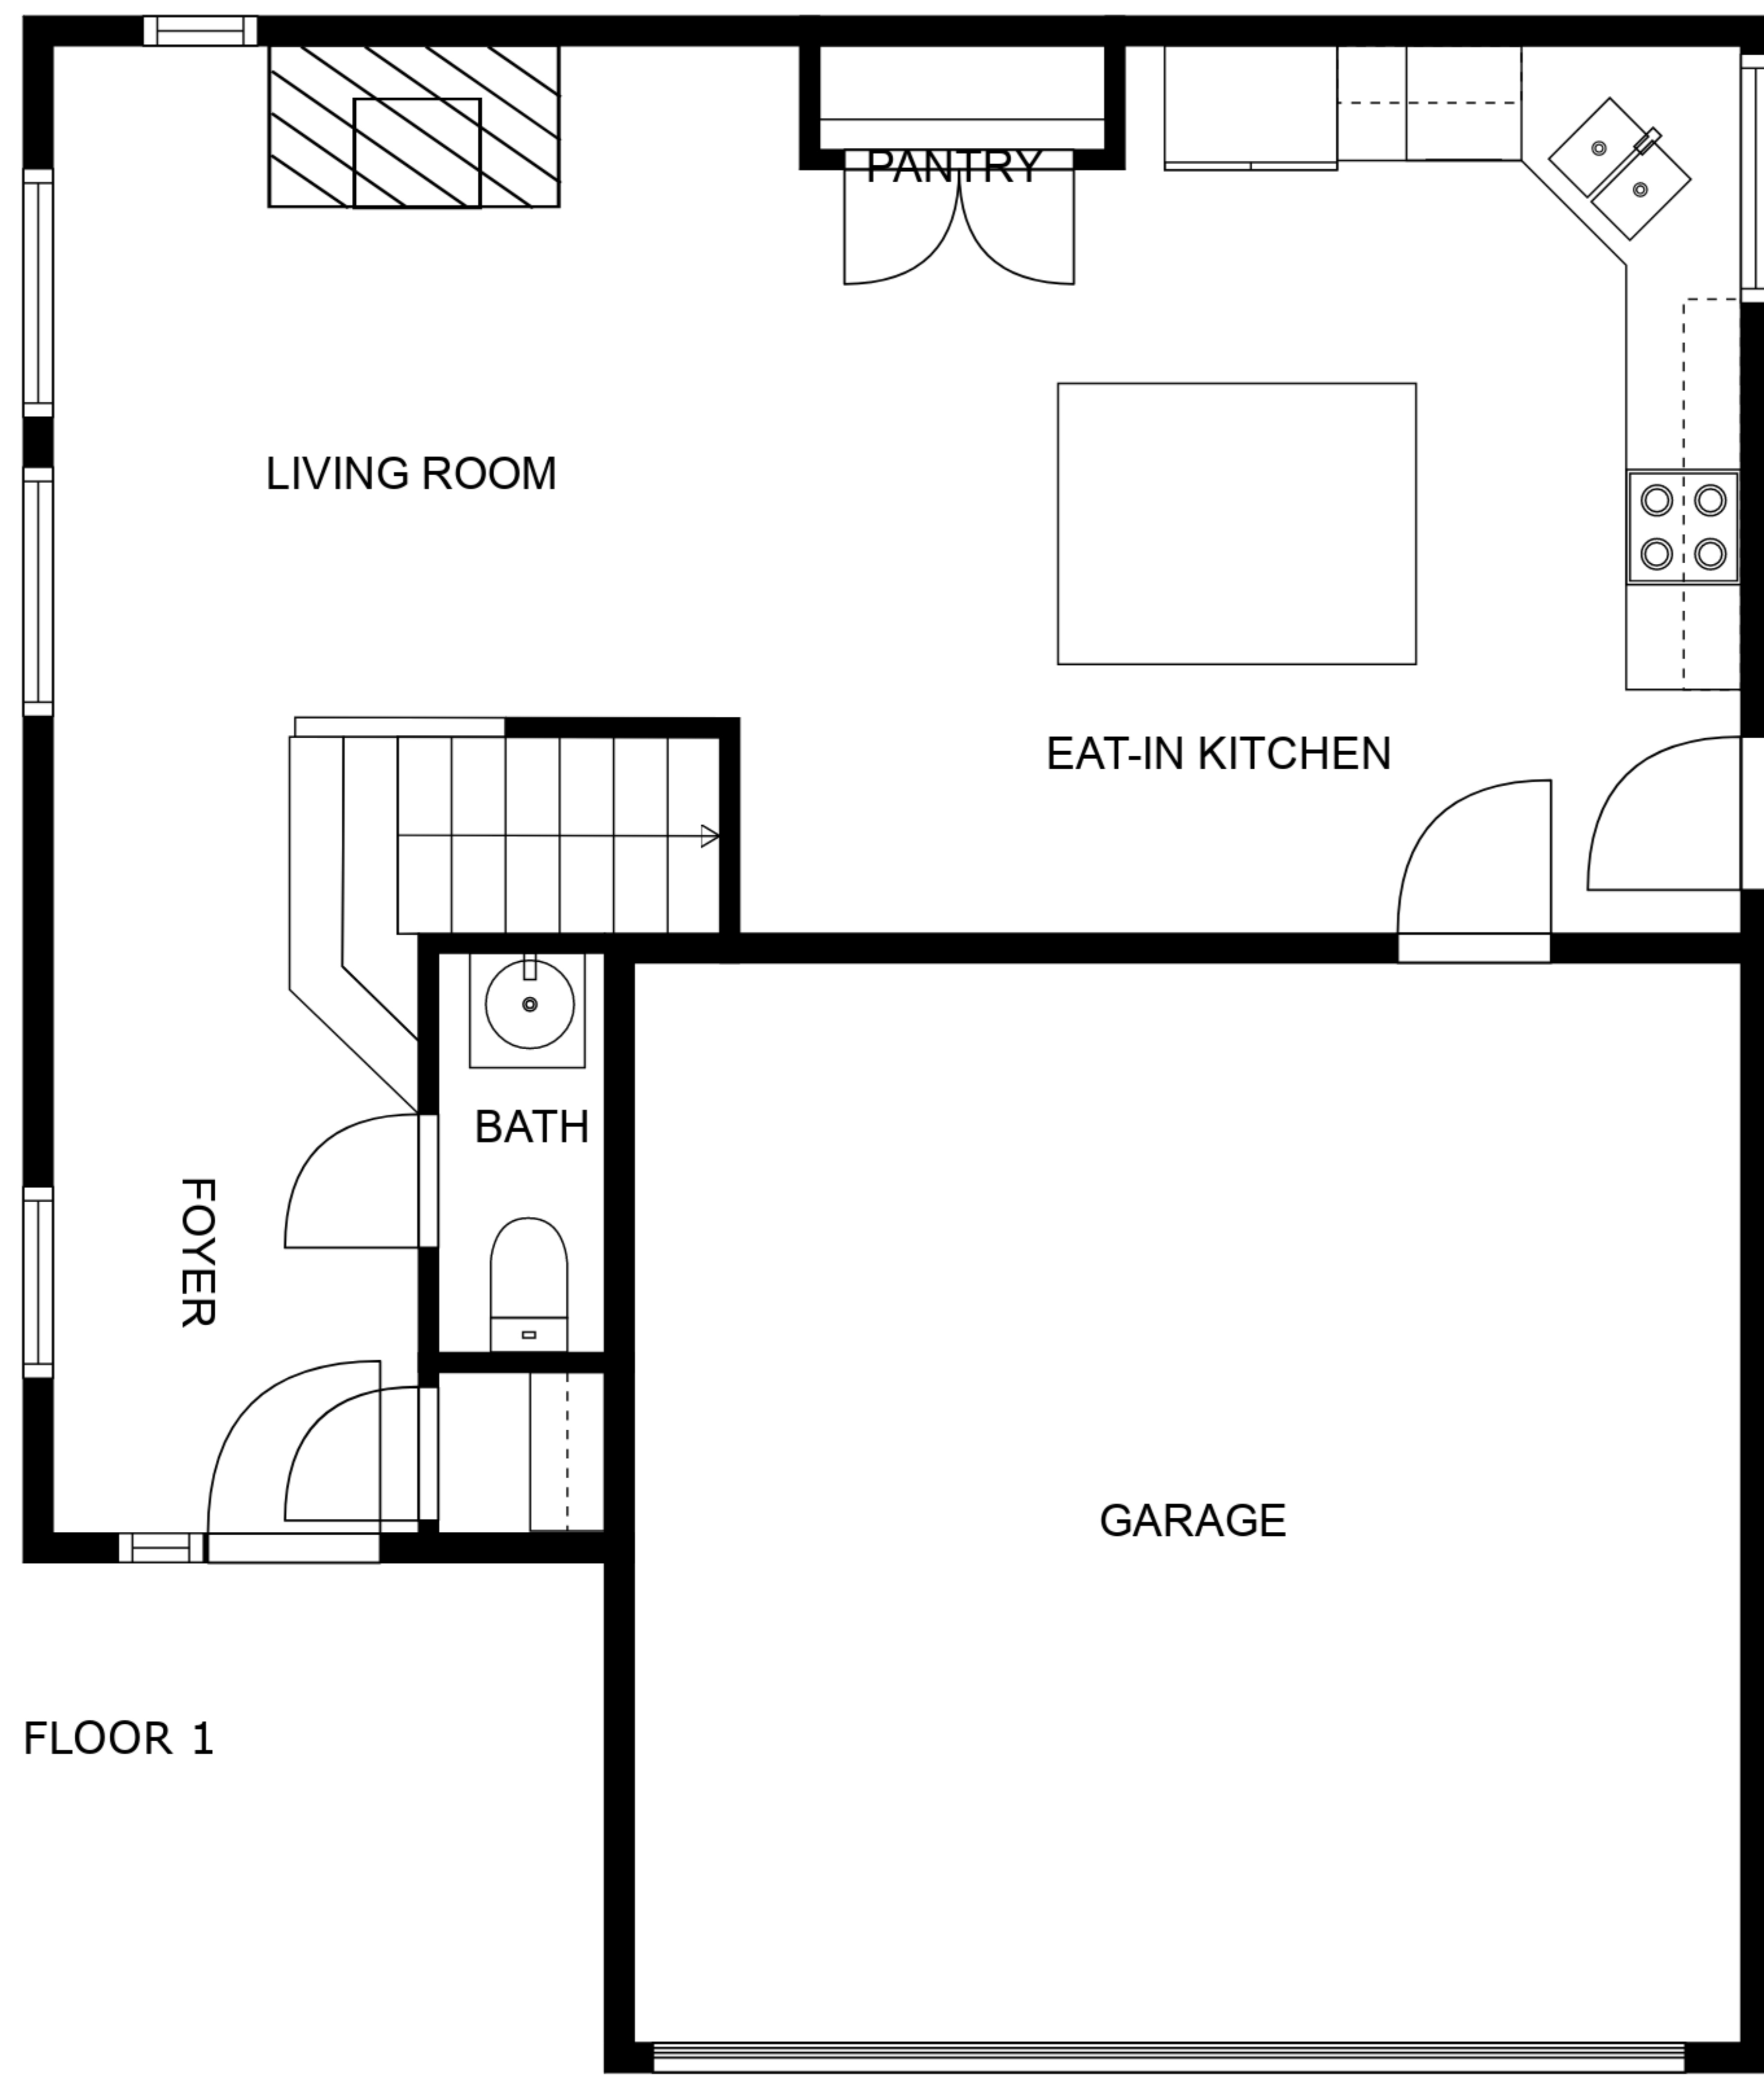 PANTRY
LIVING ROOM
EAT-IN KITCHEN
BATH
FOYER
GARAGE
FLOOR 1